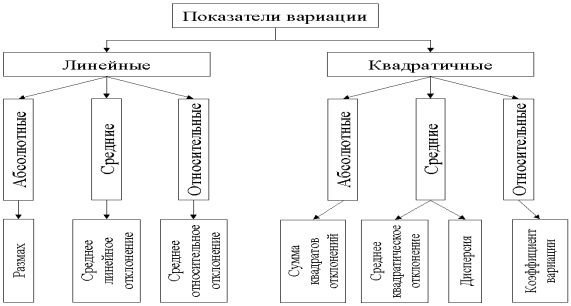 Показатели вариации
Линейные
Квадратичные
Абсолютные
Средние
Относительные
Абсолютные
Средние
Относительные
Размах
Среднее
линейное
отклонение
Среднее
относительное
отклонение
Сумма
квадратов
отклонений
Среднее
квадратическое
отклонение
Дисперсия
Коэффициент
вариации